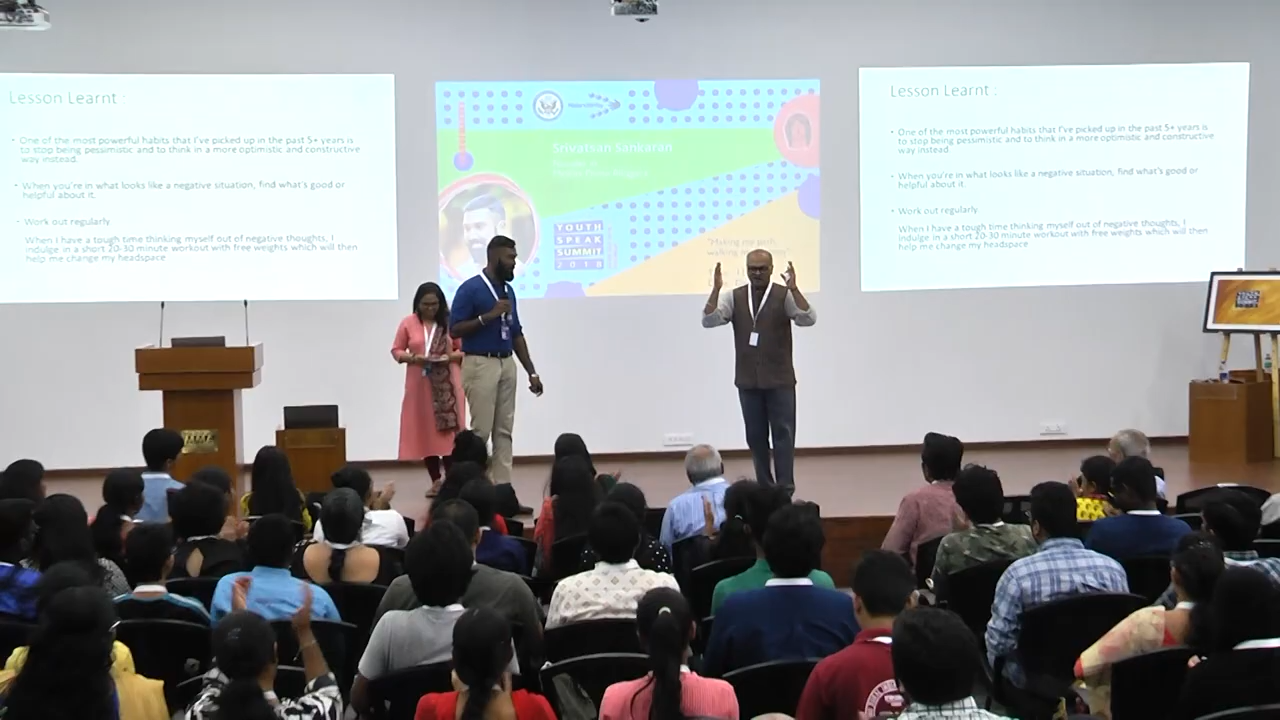 Lesson Learnt :
• One of the most powerful habits that I've picked up in the past 5+ years is
to stop being pessimistic and to think in a more optimistic and constructive
way instead.
• When you're in what looks like a negative situation, find what's good or
helpful about it.
• Work out regularly
When I have a tough time thinking myself out of negative thoughts, I
indulge in a short 20-30 minute workout with free weights which will then
help me change my headspace
Srivatsan Sankaran
YOUTH
SPEAK
SUMMIT
2018
"Making my path,
Lesson Learnt :
• One of the most powerful habits that I've picked up in the past 5+ years is
to stop being pessimistic and to think in a more optimistic and constructive
way instead.
• When you're in what looks like a negative situation, find what's good or
helpful about it.
• Work out regularly
When I have a tough time thinking myself out of negative thoughts, I
indulge in a short 20-30 minute workout with free weights which will then
help me change my headspace